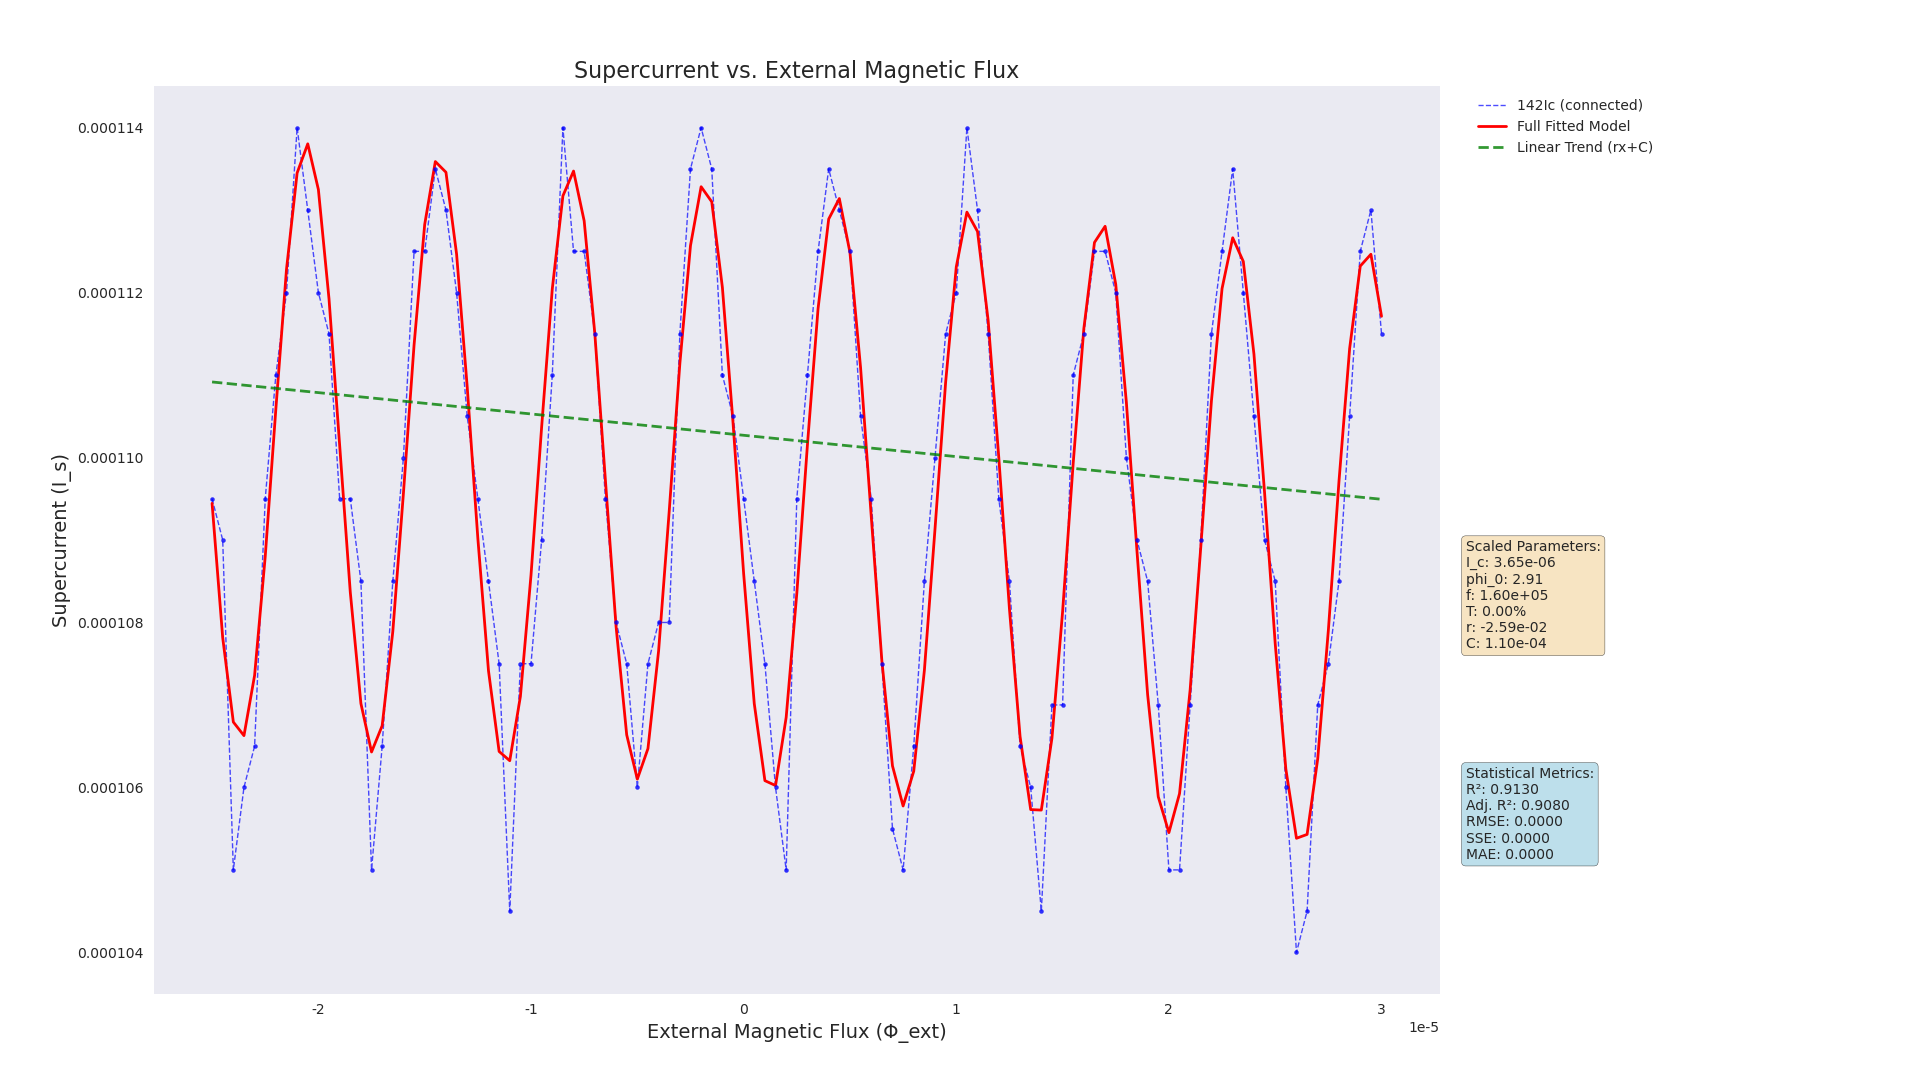 Supercurrent vs. External Magnetic Flux
142Ic (connected)
Full Fitted Model
Linear Trend (rx+C)
0.000114
0.000112
0.000110
0.000108
0.000106
0.000104
Supercurrent (I_s)
-2
-1
0
1
2
3
1e-5
External Magnetic Flux (Φ_ext)
Scaled Parameters:
I_c: 3.65e-06
phi_0: 2.91
f: 1.60e+05
T: 0.00%
r: -2.59e-02
C: 1.10e-04
Statistical Metrics:
R²: 0.9130
Adj. R²: 0.9080
RMSE: 0.0000
SSE: 0.0000
MAE: 0.0000